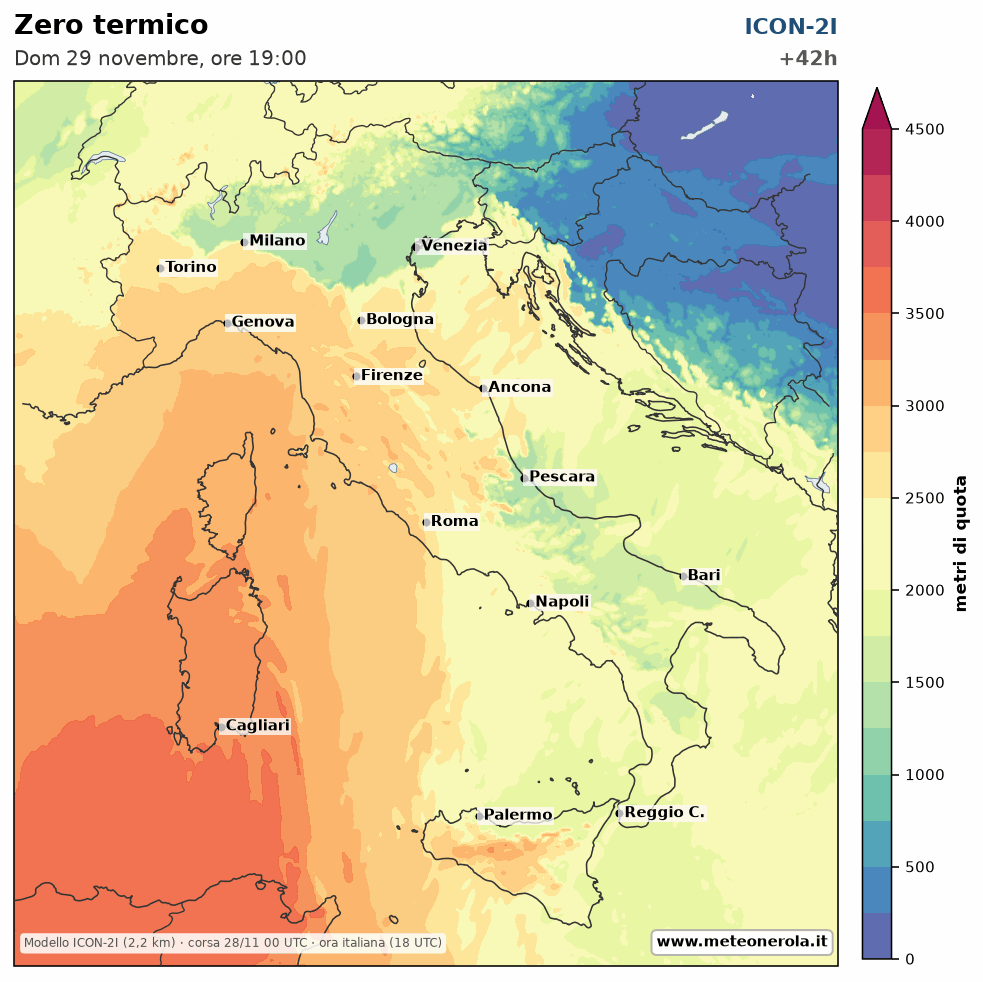 Zero termico
ICON-2I
Dom 29 novembre, ore 19:00
+42h
Milano
Venezia
Torino
Genova
Bologna
Firenze
Ancona
Pescara
Roma
Bari
Napoli
Cagliari
Palermo
Reggio C.
4500
4000
3500
3000
2500
2000
1500
1000
500
0
metri di quota
Modello ICON-2I (2,2 km) · corsa 28/11 00 UTC · ora italiana (18 UTC)
www.meteonerola.it